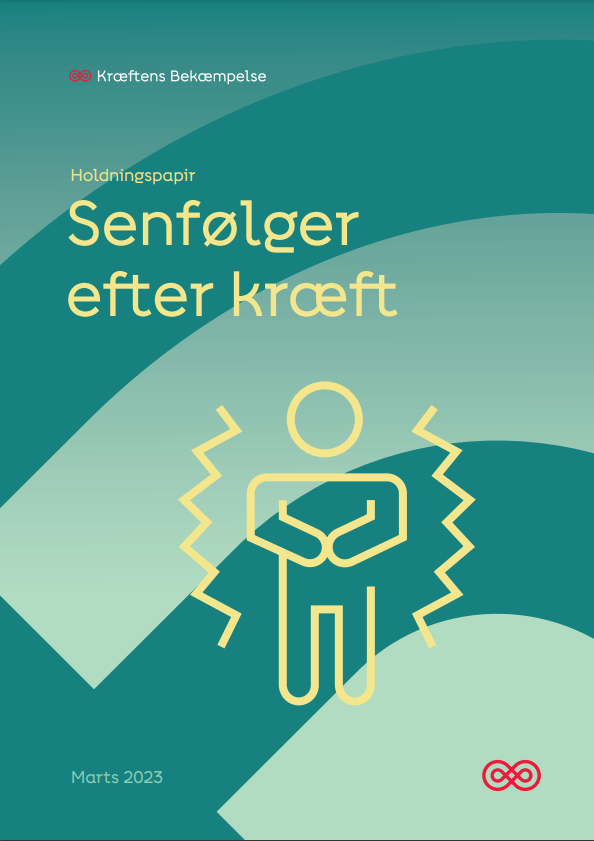 Kræftens Bekæmpelse
Holdningspapir
Senfølger
efter kræft
Marts 2023